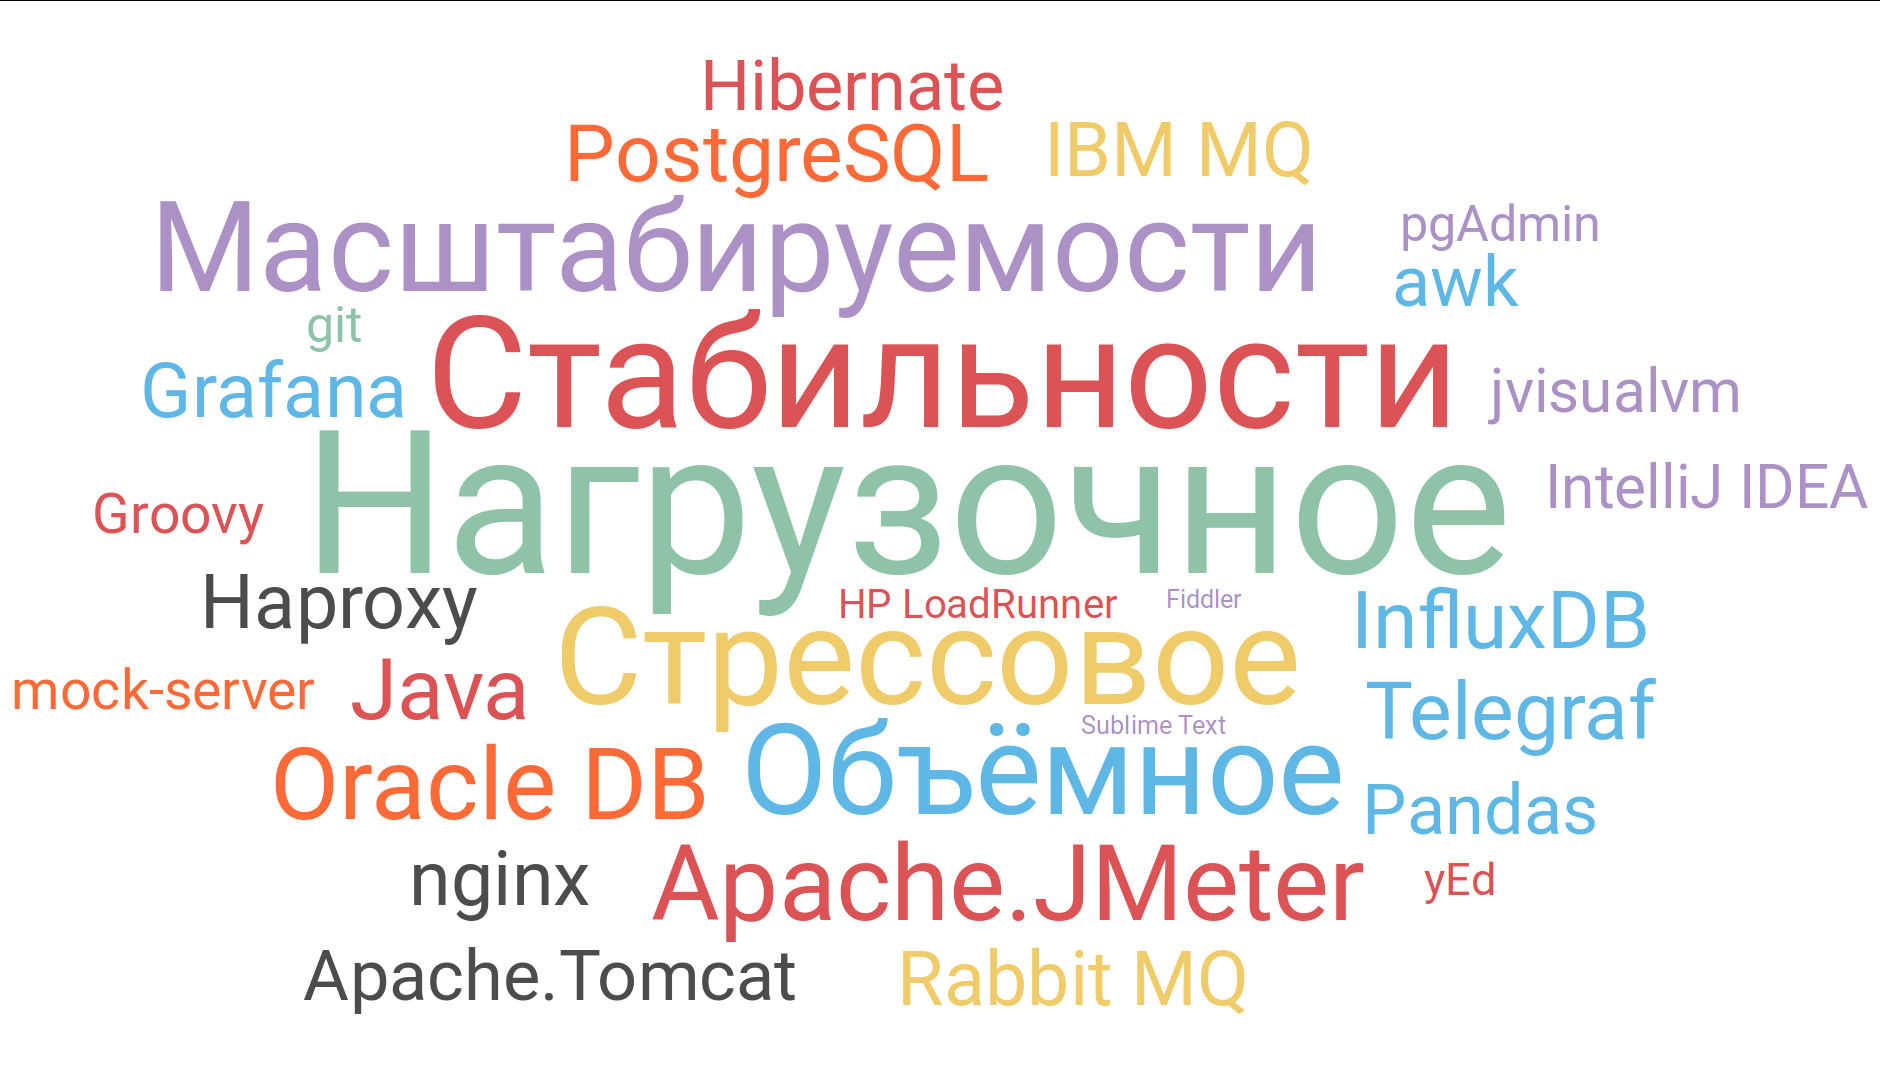 Hibernate
PostgreSQL IBM MQ
Масштабируемости pgAdmin
awk
git
Grafana Стабильности jvisualvm
Groovy Нагрузочное IntelliJ IDEA
Haproxy HP LoadRunner Fiddler InfluxDB
mock-server Java Стрессовое Telegraf
Sublime Text
Oracle DB Объёмное Pandas
nginx Apache.JMeter yEd
Apache.Tomcat Rabbit MQ